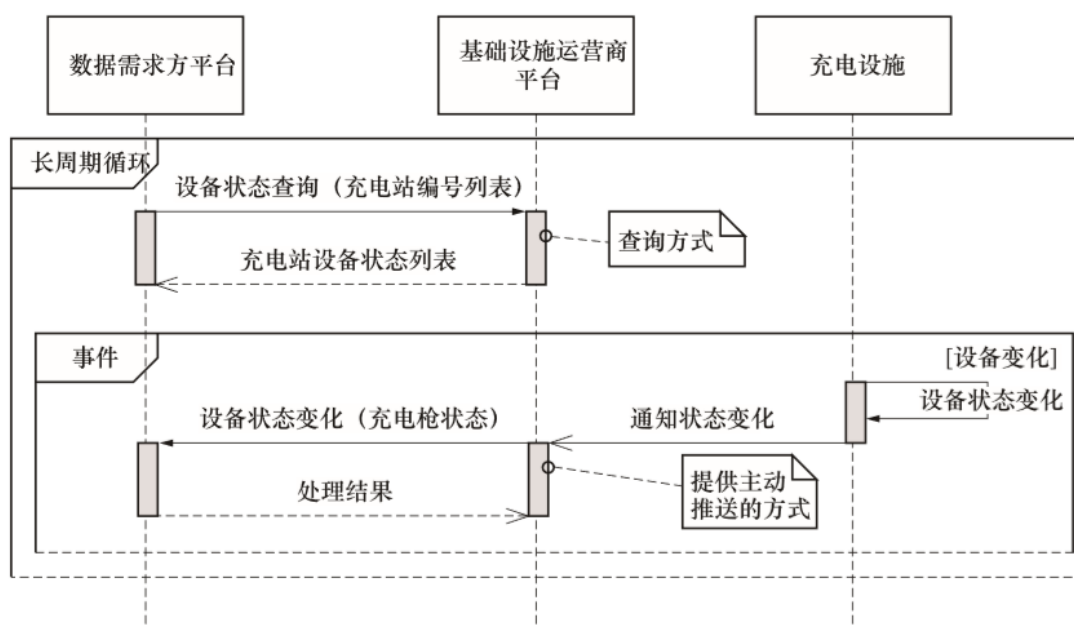 数据需求方平台
基础设施运营商
平台
充电设施
长周期循环
设备状态查询（充电站编号列表）
查询方式
充电站设备状态列表
事件
[设备变化]
设备状态变化
设备状态变化（充电枪状态）
通知状态变化
提供主动
推送的方式
处理结果